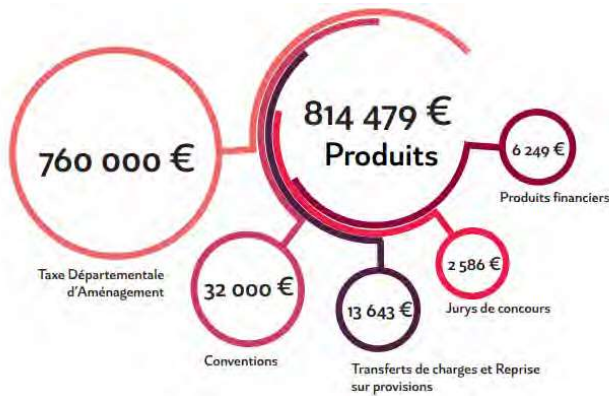 814 479 €
Produits
760 000 €
Taxe Départementale
d'Aménagement
32 000 €
Conventions
13 643 €
Transferts de charges et Reprise
sur provisions
2 586 €
Jurys de concours
6 249 €
Produits financiers